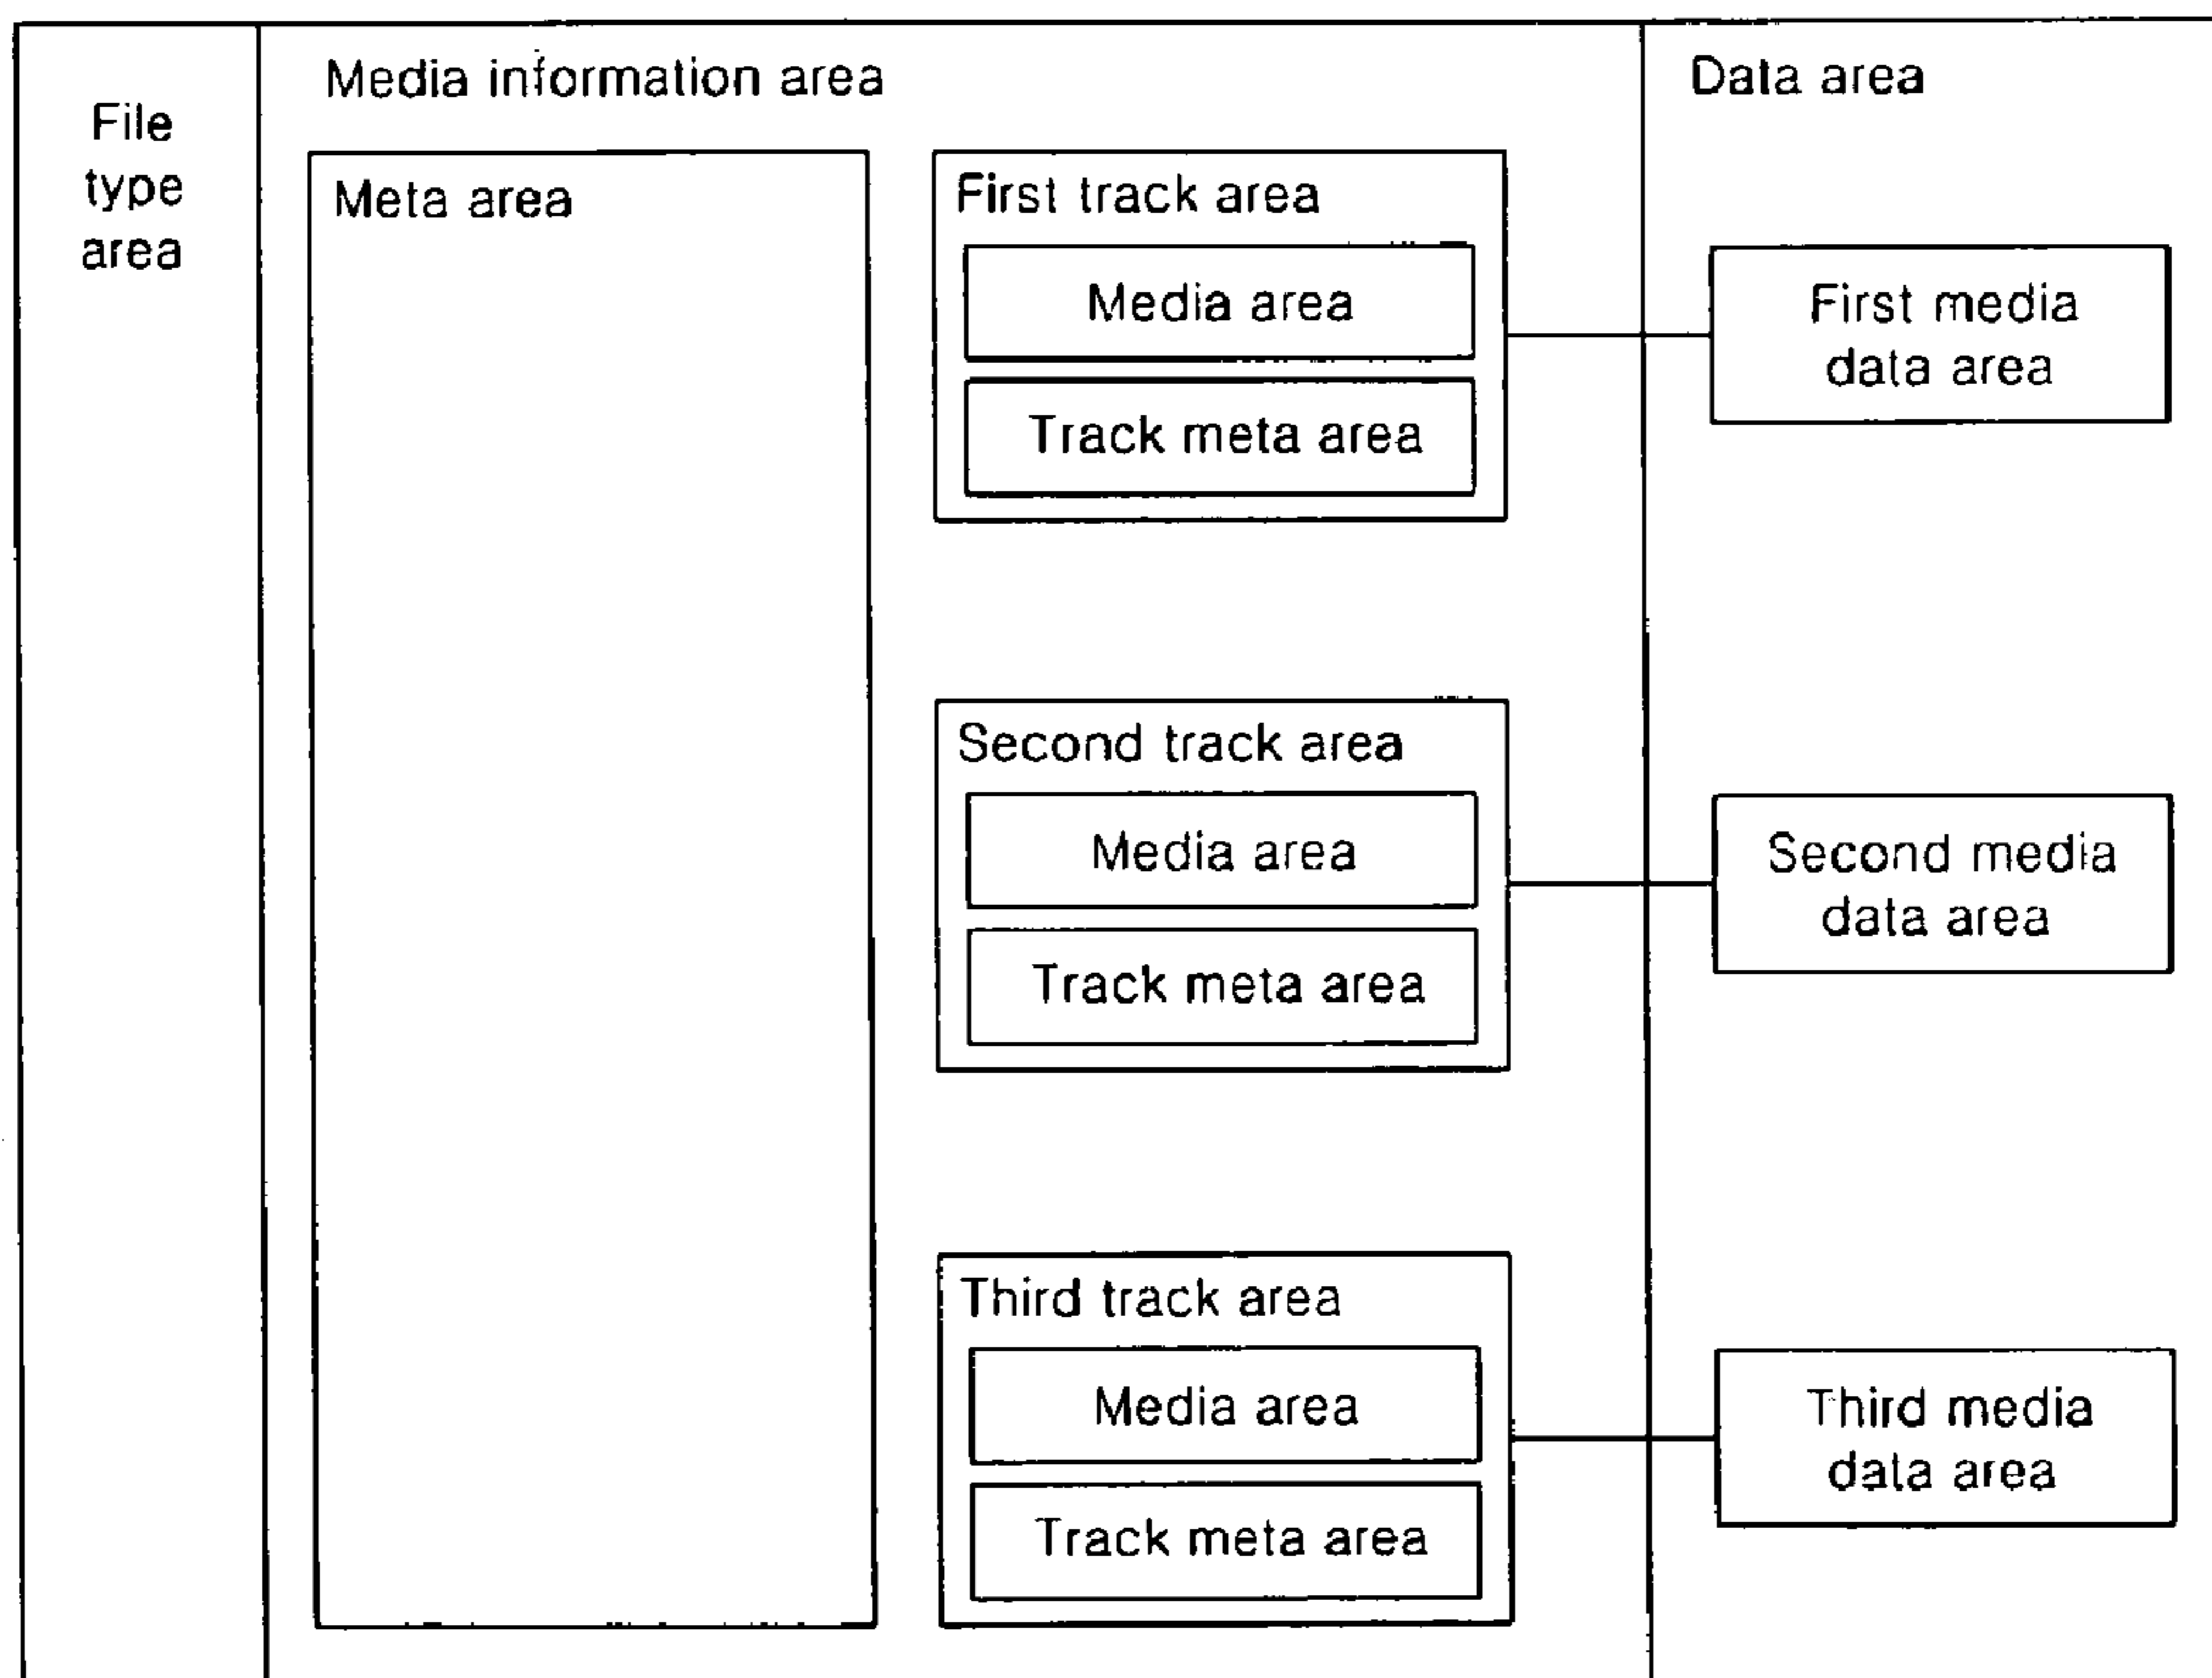 File
type
area
Media information area
Meta area
First track area
Media area
Track meta area
Second track area
Media area
Track meta area
Third track area
Media area
Track meta area
Data area
First media
data area
Second media
data area
Third media
data area